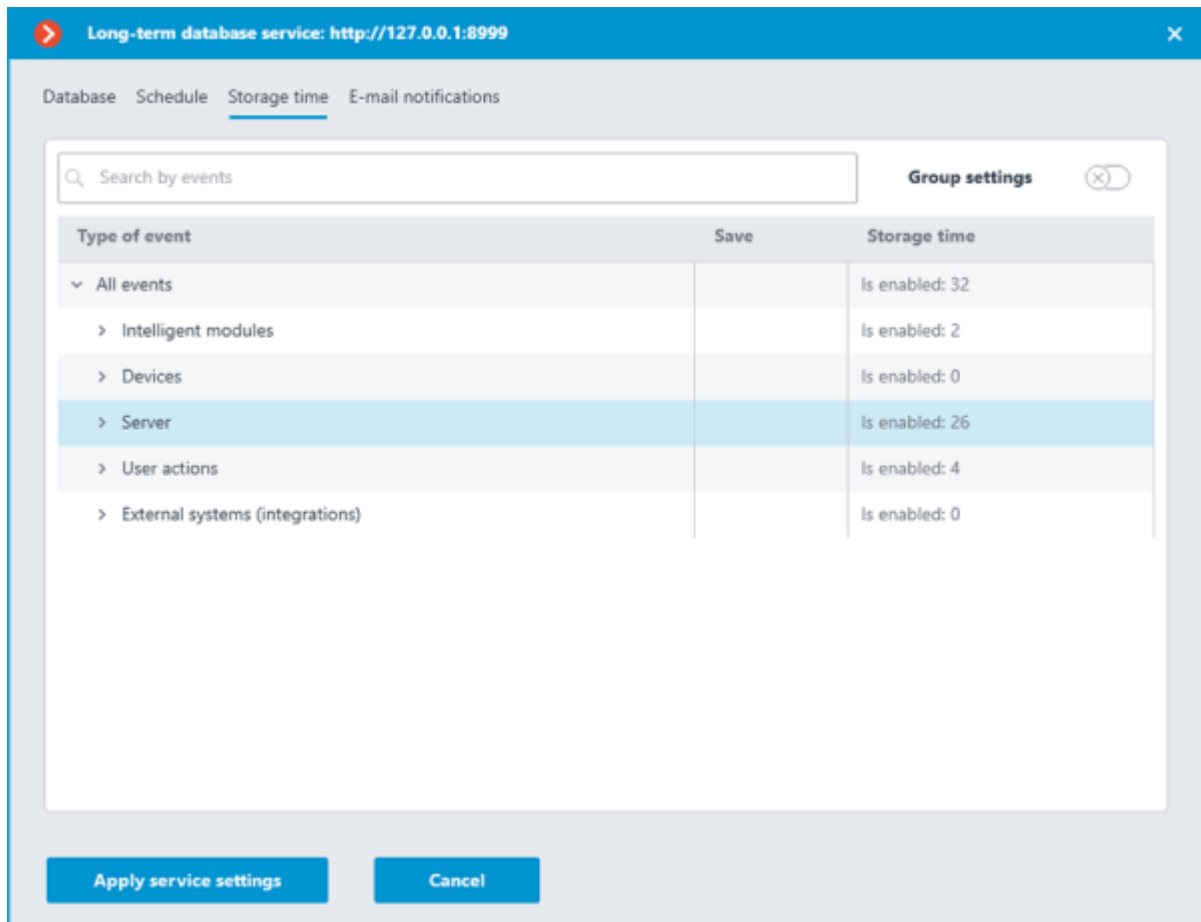 Long-term database service: http://127.0.0.1:8999
Database Schedule Storage time E-mail notifications
Search by events Group settings
Type of event Save Storage time
All events Is enabled: 32
Intelligent modules Is enabled: 2
Devices Is enabled: 0
Server Is enabled: 26
User actions Is enabled: 4
External systems (integrations) Is enabled: 0
Apply service settings Cancel